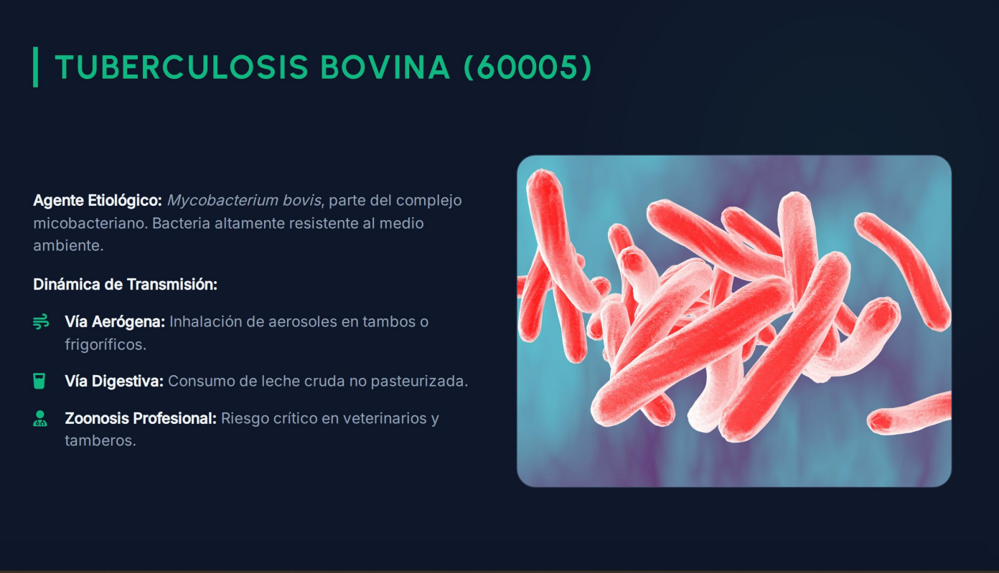 TUBERCULOSIS BOVINA (60005)
Agente Etiológico: Mycobacterium bovis, parte del complejo
micobacteriano. Bacteria altamente resistente al medio
ambiente.
Dinámica de Transmisión:
Vía Aerógena: Inhalación de aerosoles en tambos o
frigoríficos.
Vía Digestiva: Consumo de leche cruda no pasteurizada.
Zoonosis Profesional: Riesgo crítico en veterinarios y
tamberos.